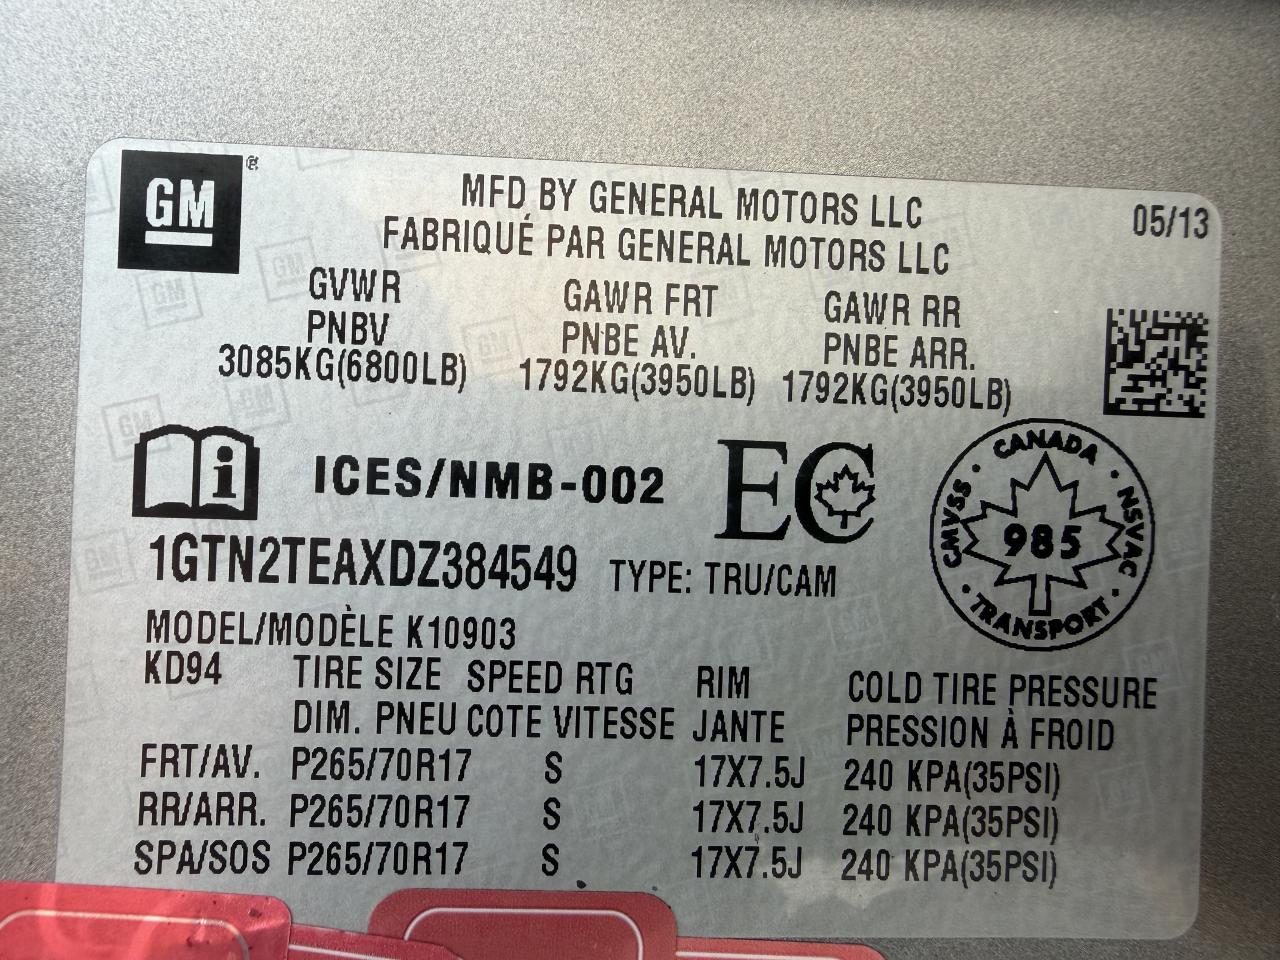 GM ®
MFD BY GENERAL MOTORS LLC
05/13
FABRIQUÉ PAR GENERAL MOTORS LLC
GVWR GAWR FRT GAWR RR
PNBV PNBE AV. PNBE ARR.
3085KG(6800LB) 1792KG(3950LB) 1792KG(3950LB)
i ICES/NMB-002 EC
CANADA
CMVSS 985 NSVAC
TRANSPORT
1GTN2TEAXDZ384549 TYPE: TRU/CAM
MODEL/MODÈLE K10903
KD94 TIRE SIZE SPEED RTG RIM COLD TIRE PRESSURE
DIM. PNEU COTE VITESSE JANTE PRESSION À FROID
FRT/AV. P265/70R17 S 17X7.5J 240 KPA(35PSI)
RR/ARR. P265/70R17 S 17X7.5J 240 KPA(35PSI)
SPA/SOS P265/70R17 S 17X7.5J 240 KPA(35PSI)